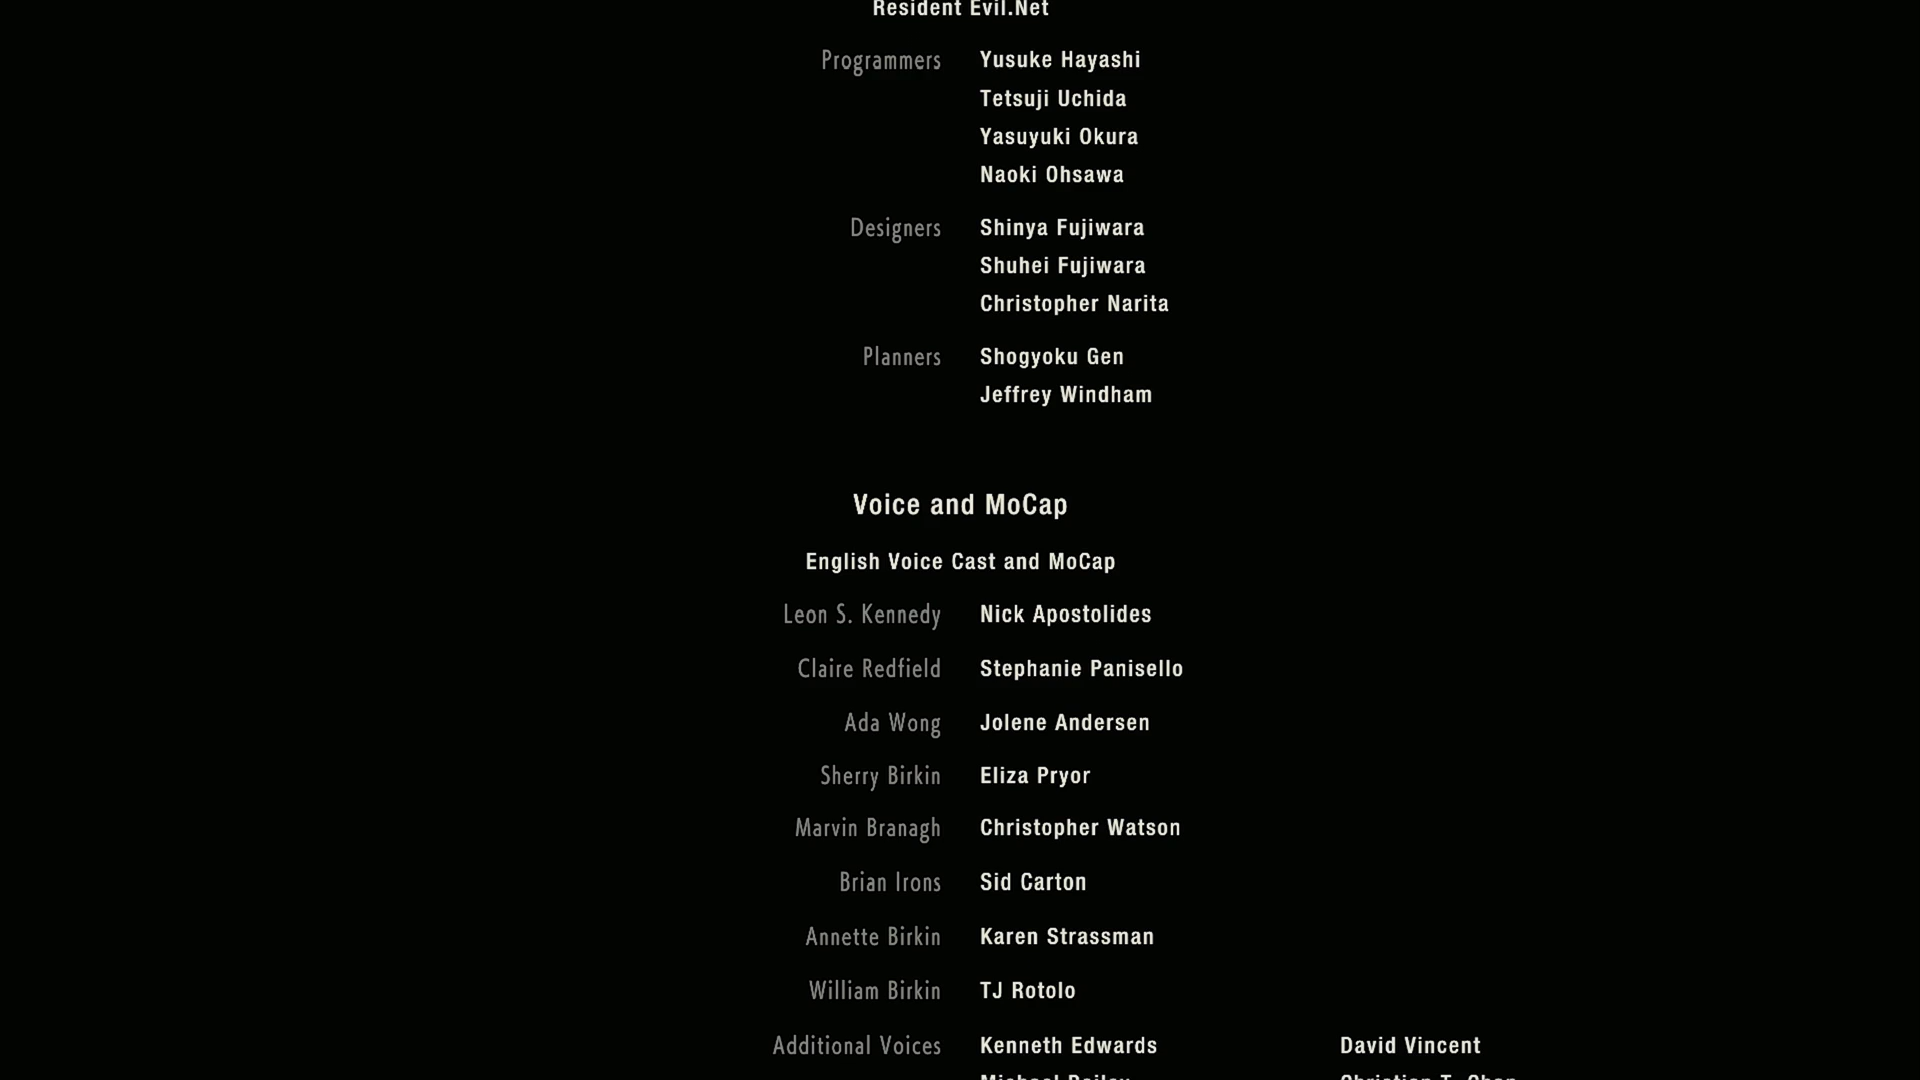 Resident Evil.Net
Programmers Yusuke Hayashi
Tetsuji Uchida
Yasuyuki Okura
Naoki Ohsawa
Designers Shinya Fujiwara
Shuhei Fujiwara
Christopher Narita
Planners Shogyoku Gen
Jeffrey Windham
Voice and MoCap
English Voice Cast and MoCap
Leon S. Kennedy Nick Apostolides
Claire Redfield Stephanie Panisello
Ada Wong Jolene Andersen
Sherry Birkin Eliza Pryor
Marvin Branagh Christopher Watson
Brian Irons Sid Carton
Annette Birkin Karen Strassman
William Birkin TJ Rotolo
Additional Voices Kenneth Edwards David Vincent